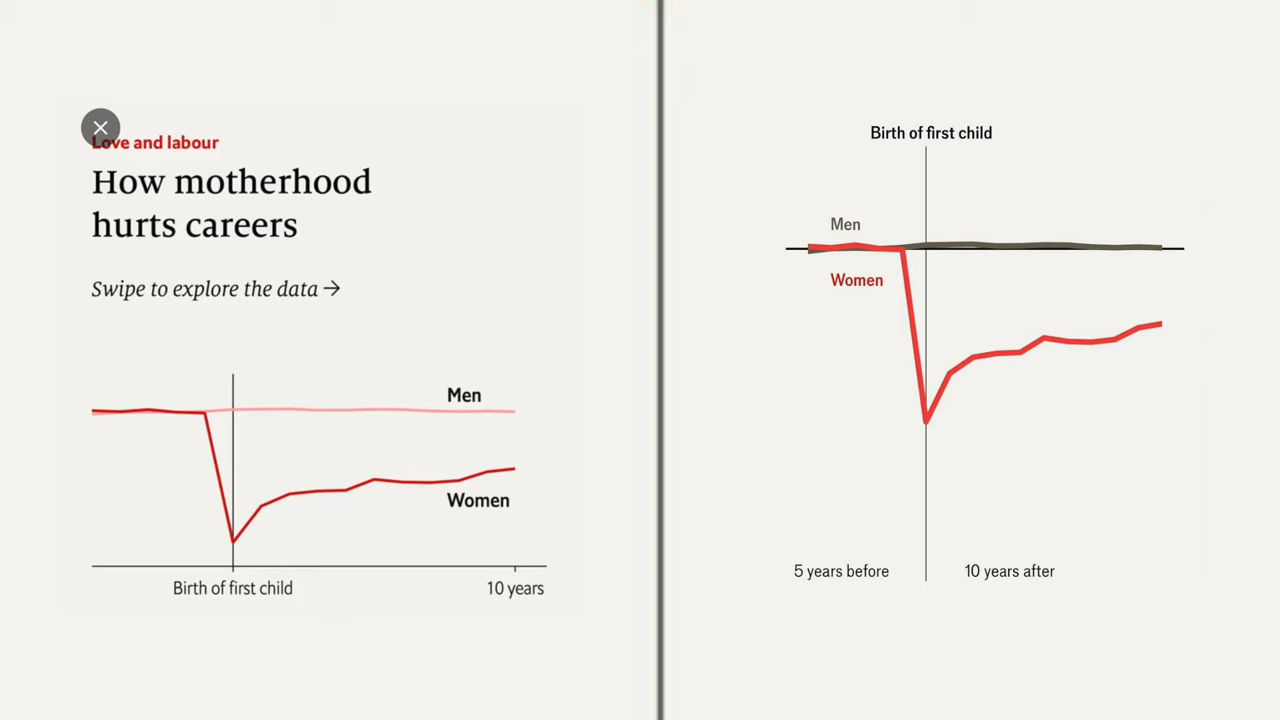 Love and labour
How motherhood
hurts careers
Swipe to explore the data →
Men
Women
Birth of first child
10 years
Birth of first child
Men
Women
5 years before
10 years after